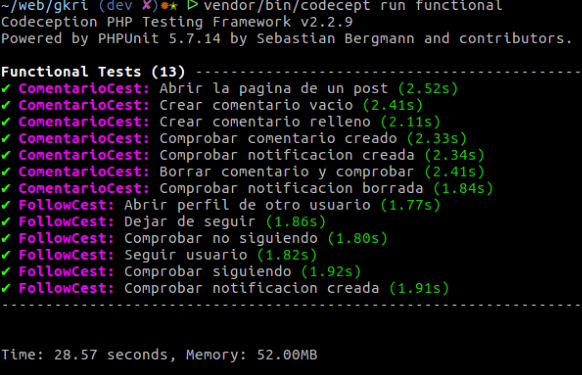 ~/web/gkri (dev ✘)✹★ ▷ vendor/bin/codecept run functional
Codeception PHP Testing Framework v2.2.9
Powered by PHPUnit 5.7.14 by Sebastian Bergmann and contributors.
Functional Tests (13) -------------------------------------------
✔ ComentarioCest: Abrir la pagina de un post (2.52s)
✔ ComentarioCest: Crear comentario vacio (2.41s)
✔ ComentarioCest: Crear comentario relleno (2.11s)
✔ ComentarioCest: Comprobar comentario creado (2.33s)
✔ ComentarioCest: Comprobar notificacion creada (2.34s)
✔ ComentarioCest: Borrar comentario y comprobar (2.41s)
✔ ComentarioCest: Comprobar notificacion borrada (1.84s)
✔ FollowCest: Abrir perfil de otro usuario (1.77s)
✔ FollowCest: Dejar de seguir (1.86s)
✔ FollowCest: Comprobar no siguiendo (1.80s)
✔ FollowCest: Seguir usuario (1.82s)
✔ FollowCest: Comprobar siguiendo (1.92s)
✔ FollowCest: Comprobar notificacion creada (1.91s)
-----------------------------------------------------------------
Time: 28.57 seconds, Memory: 52.00MB